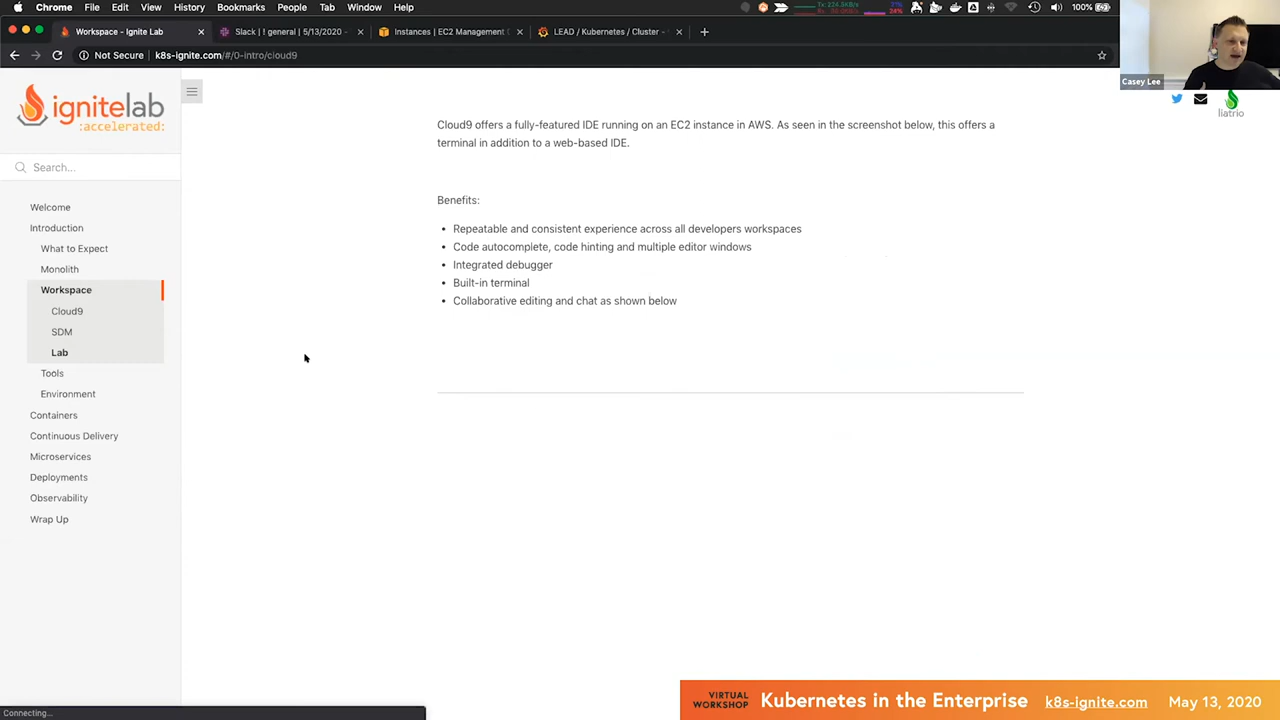 Chrome File Edit View History Bookmarks People Tab Window Help
100%
Workspace - Ignite Lab
Slack | ! general | 5/13/2020
Instances | EC2 Management C
LEAD / Kubernetes / Cluster -
Not Secure | k8s-ignite.com/#/0-intro/cloud9
Casey Lee
ignitelab
:accelerated:
liatrio
Search...
Welcome
Introduction
What to Expect
Monolith
Workspace
Cloud9
SDM
Lab
Tools
Environment
Containers
Continuous Delivery
Microservices
Deployments
Observability
Wrap Up
Cloud9 offers a fully-featured IDE running on an EC2 instance in AWS. As seen in the screenshot below, this offers a
terminal in addition to a web-based IDE.
Benefits:
• Repeatable and consistent experience across all developers workspaces
• Code autocomplete, code hinting and multiple editor windows
• Integrated debugger
• Built-in terminal
• Collaborative editing and chat as shown below
Connecting...
VIRTUAL
WORKSHOP
Kubernetes in the Enterprise k8s-ignite.com May 13, 2020